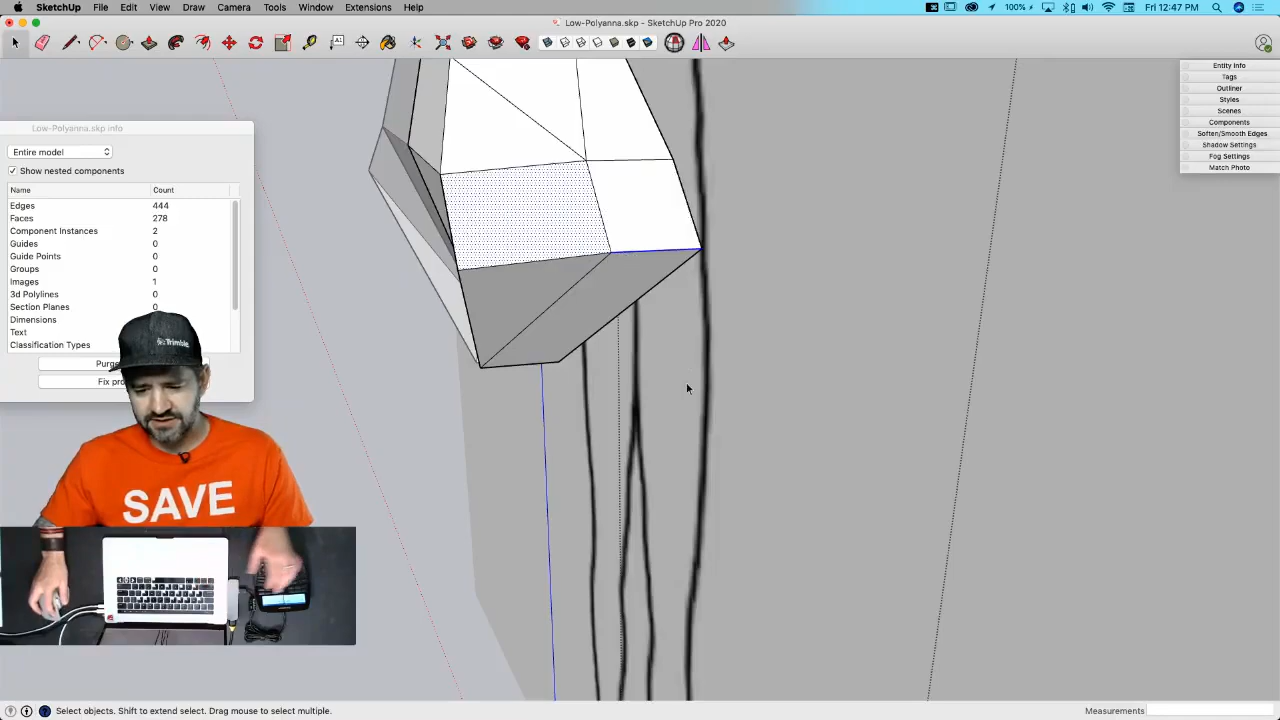 SketchUp File Edit View Draw Camera Tools Window Extensions Help
100% Fri 12:47 PM
Low-Polyanna.skp - SketchUp Pro 2020
Low-Polyanna.skp info
Entire model
Show nested components
Name Count
Edges 444
Faces 278
Component Instances 2
Guides 0
Guide Points 0
Groups 0
Images 1
3d Polylines 0
Section Planes 0
Dimensions
Text
Classification Types
Purg
Fix pro
Entity Info
Tags
Outliner
Styles
Scenes
Components
Soften/Smooth Edges
Shadow Settings
Fog Settings
Match Photo
Trimble
SAVE
Select objects. Shift to extend select. Drag mouse to select multiple.
Measurements